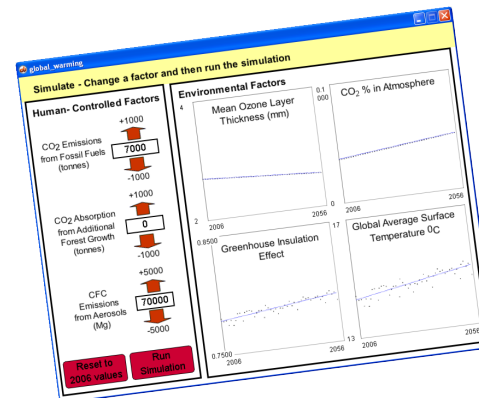 global_warming
Simulate - Change a factor and then run the simulation
Human- Controlled Factors
+1000
CO2 Emissions
from Fossil Fuels
(tonnes)
7000
-1000
+1000
CO2 Absorption
from Additional
Forest Growth
(tonnes)
0
-1000
+5000
CFC
Emissions
from Aerosols
(Mg)
70000
-5000
Reset to
2006 values
Run
Simulation
Environmental Factors
4
Mean Ozone Layer
Thickness (mm)
2
2006
2056
0.1
000
CO2 % in Atmosphere
0
2006
2056
0.8500
Greenhouse Insulation
Effect
0.7500
2006
2056
17
Global Average Surface
Temperature 0C
13
2006
2056